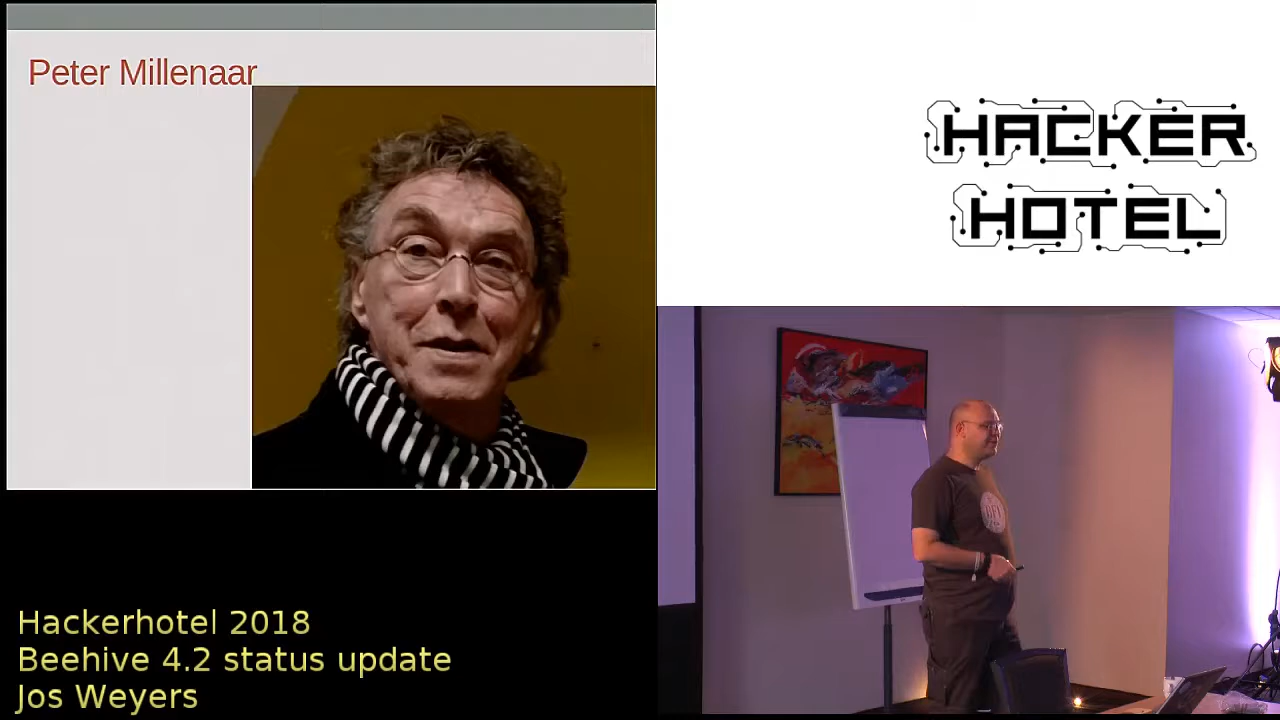 Peter Millenaar
HACKER
HOTEL
Hackerhotel 2018
Beehive 4.2 status update
Jos Weyers